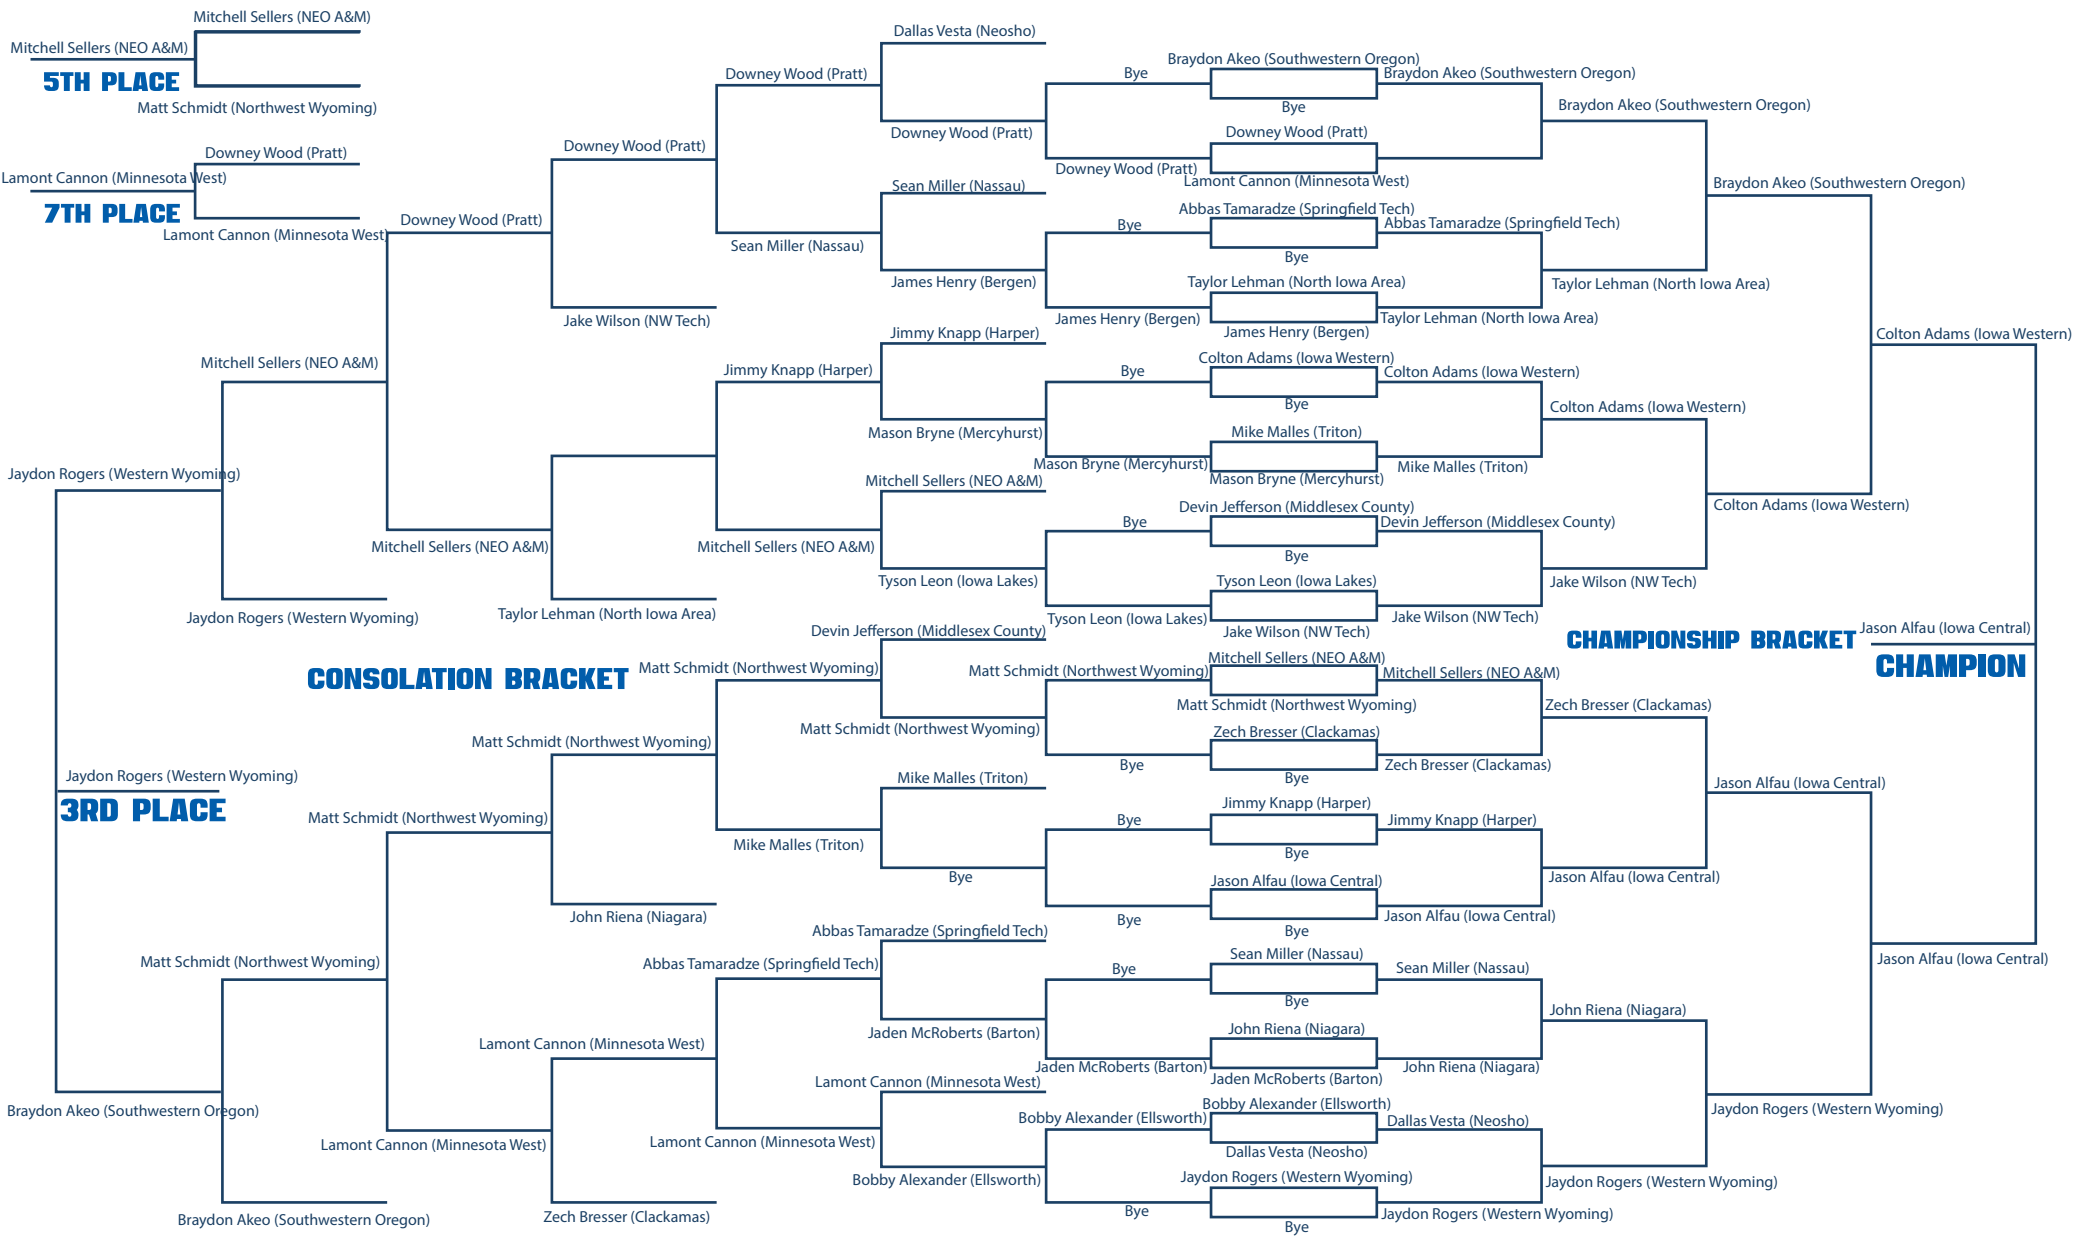 Mitchell Sellers (NEO A&M)
Mitchell Sellers (NEO A&M)
5TH PLACE
Matt Schmidt (Northwest Wyoming)
Downey Wood (Pratt)
Lamont Cannon (Minnesota West)
7TH PLACE
Lamont Cannon (Minnesota West)
Jaydon Rogers (Western Wyoming)
Jaydon Rogers (Western Wyoming)
3RD PLACE
Braydon Akeo (Southwestern Oregon)
Mitchell Sellers (NEO A&M)
Jaydon Rogers (Western Wyoming)
Matt Schmidt (Northwest Wyoming)
Braydon Akeo (Southwestern Oregon)
Downey Wood (Pratt)
Mitchell Sellers (NEO A&M)
CONSOLATION BRACKET
Matt Schmidt (Northwest Wyoming)
Lamont Cannon (Minnesota West)
Downey Wood (Pratt)
Jake Wilson (NW Tech)
Taylor Lehman (North Iowa Area)
Matt Schmidt (Northwest Wyoming)
John Riena (Niagara)
Lamont Cannon (Minnesota West)
Zech Bresser (Clackamas)
Downey Wood (Pratt)
Sean Miller (Nassau)
Jimmy Knapp (Harper)
Mitchell Sellers (NEO A&M)
Matt Schmidt (Northwest Wyoming)
Mike Malles (Triton)
Abbas Tamaradze (Springfield Tech)
Lamont Cannon (Minnesota West)
Dallas Vesta (Neosho)
Downey Wood (Pratt)
Sean Miller (Nassau)
James Henry (Bergen)
Jimmy Knapp (Harper)
Mason Bryne (Mercyhurst)
Mitchell Sellers (NEO A&M)
Tyson Leon (Iowa Lakes)
Devin Jefferson (Middlesex County)
Matt Schmidt (Northwest Wyoming)
Mike Malles (Triton)
Bye
Abbas Tamaradze (Springfield Tech)
Jaden McRoberts (Barton)
Lamont Cannon (Minnesota West)
Bobby Alexander (Ellsworth)
Bye
Downey Wood (Pratt)
Bye
James Henry (Bergen)
Bye
Mason Bryne (Mercyhurst)
Bye
Tyson Leon (Iowa Lakes)
Matt Schmidt (Northwest Wyoming)
Bye
Bye
Bye
Bye
Jaden McRoberts (Barton)
Bobby Alexander (Ellsworth)
Bye
Braydon Akeo (Southwestern Oregon)
Bye
Downey Wood (Pratt)
Lamont Cannon (Minnesota West)
Abbas Tamaradze (Springfield Tech)
Bye
Taylor Lehman (North Iowa Area)
James Henry (Bergen)
Colton Adams (Iowa Western)
Bye
Mike Malles (Triton)
Mason Bryne (Mercyhurst)
Devin Jefferson (Middlesex County)
Bye
Tyson Leon (Iowa Lakes)
Jake Wilson (NW Tech)
Mitchell Sellers (NEO A&M)
Matt Schmidt (Northwest Wyoming)
Zech Bresser (Clackamas)
Bye
Jimmy Knapp (Harper)
Bye
Jason Alfau (Iowa Central)
Bye
Sean Miller (Nassau)
Bye
John Riena (Niagara)
Jaden McRoberts (Barton)
Bobby Alexander (Ellsworth)
Dallas Vesta (Neosho)
Jaydon Rogers (Western Wyoming)
Bye
Braydon Akeo (Southwestern Oregon)
Abbas Tamaradze (Springfield Tech)
Taylor Lehman (North Iowa Area)
Colton Adams (Iowa Western)
Mike Malles (Triton)
Devin Jefferson (Middlesex County)
Jake Wilson (NW Tech)
Mitchell Sellers (NEO A&M)
Zech Bresser (Clackamas)
Jimmy Knapp (Harper)
Jason Alfau (Iowa Central)
Sean Miller (Nassau)
John Riena (Niagara)
Dallas Vesta (Neosho)
Jaydon Rogers (Western Wyoming)
Braydon Akeo (Southwestern Oregon)
Taylor Lehman (North Iowa Area)
Colton Adams (Iowa Western)
Jake Wilson (NW Tech)
Zech Bresser (Clackamas)
Jason Alfau (Iowa Central)
John Riena (Niagara)
Jaydon Rogers (Western Wyoming)
Braydon Akeo (Southwestern Oregon)
Colton Adams (Iowa Western)
CHAMPIONSHIP BRACKET
Jason Alfau (Iowa Central)
Jaydon Rogers (Western Wyoming)
Colton Adams (Iowa Western)
Jason Alfau (Iowa Central)
CHAMPION
Jason Alfau (Iowa Central)